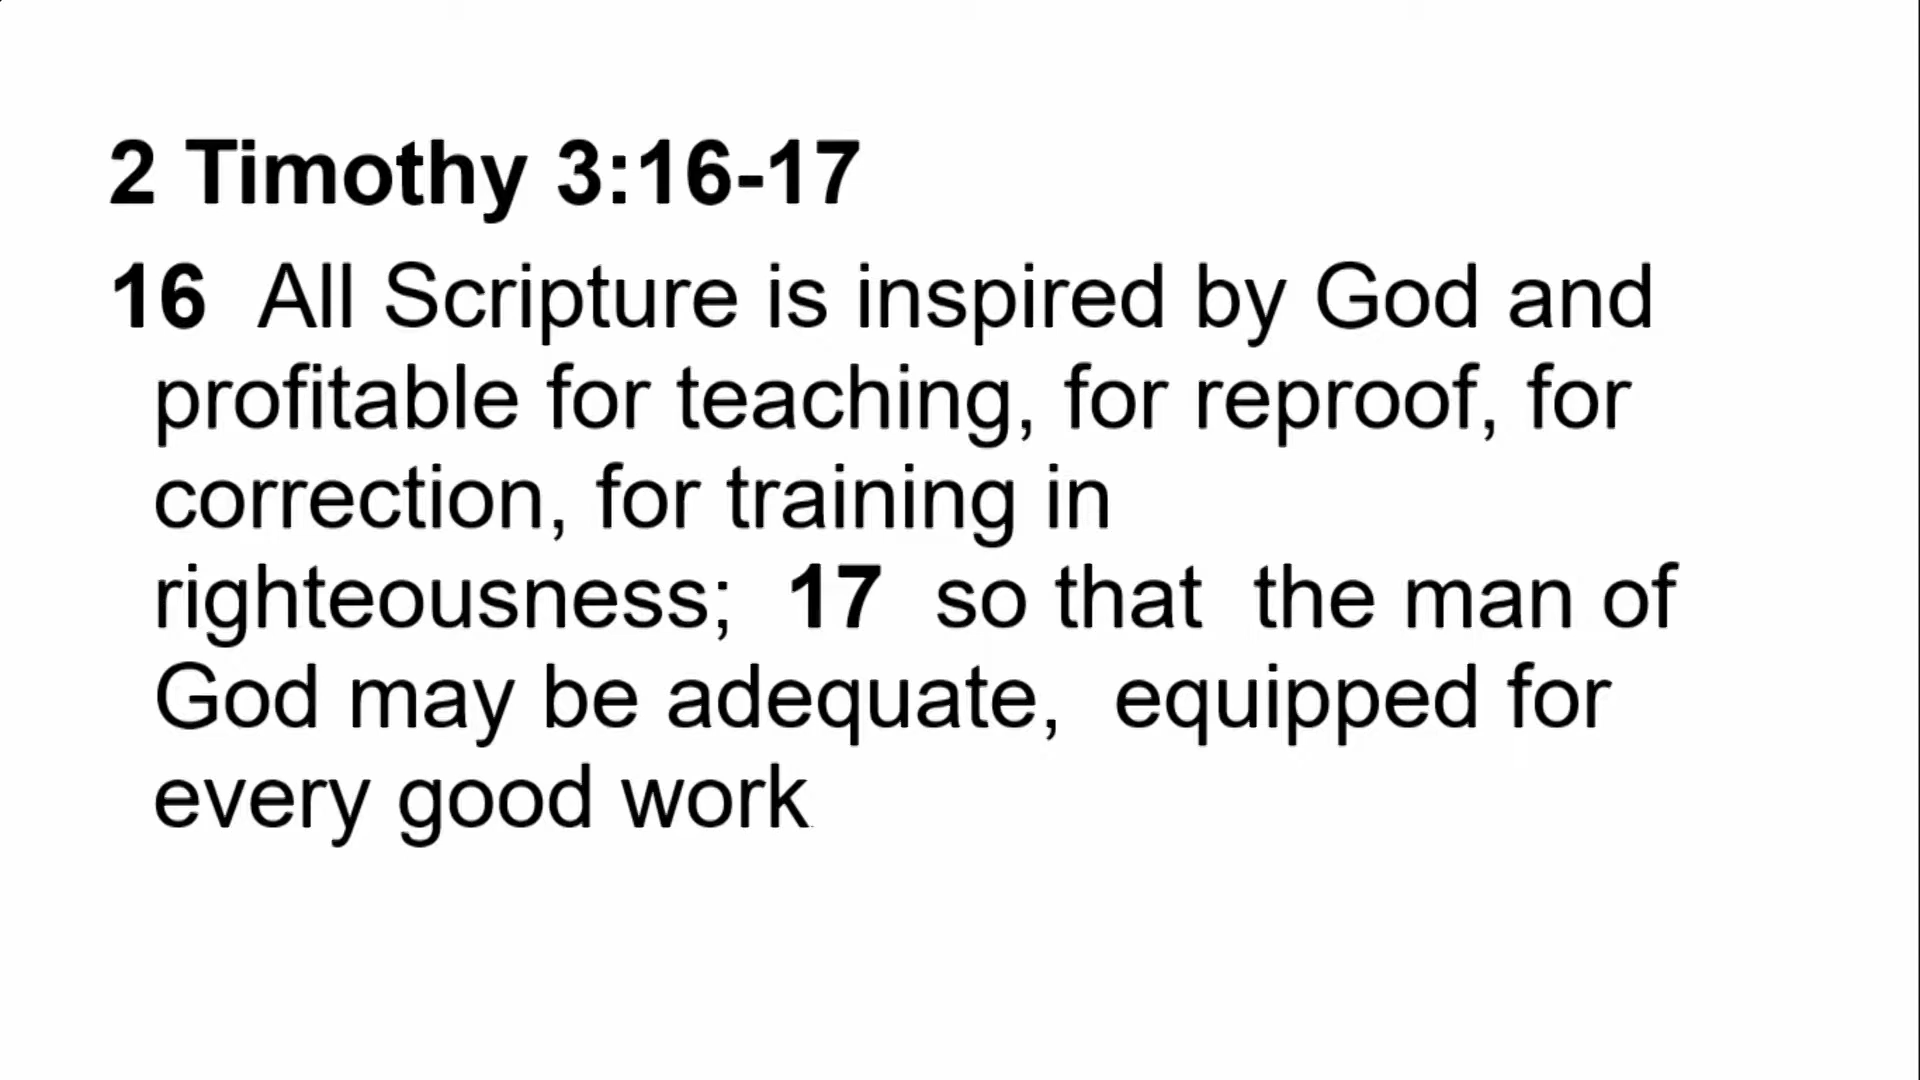 2 Timothy 3:16-17
16 All Scripture is inspired by God and
profitable for teaching, for reproof, for
correction, for training in
righteousness; 17 so that the man of
God may be adequate, equipped for
every good work.